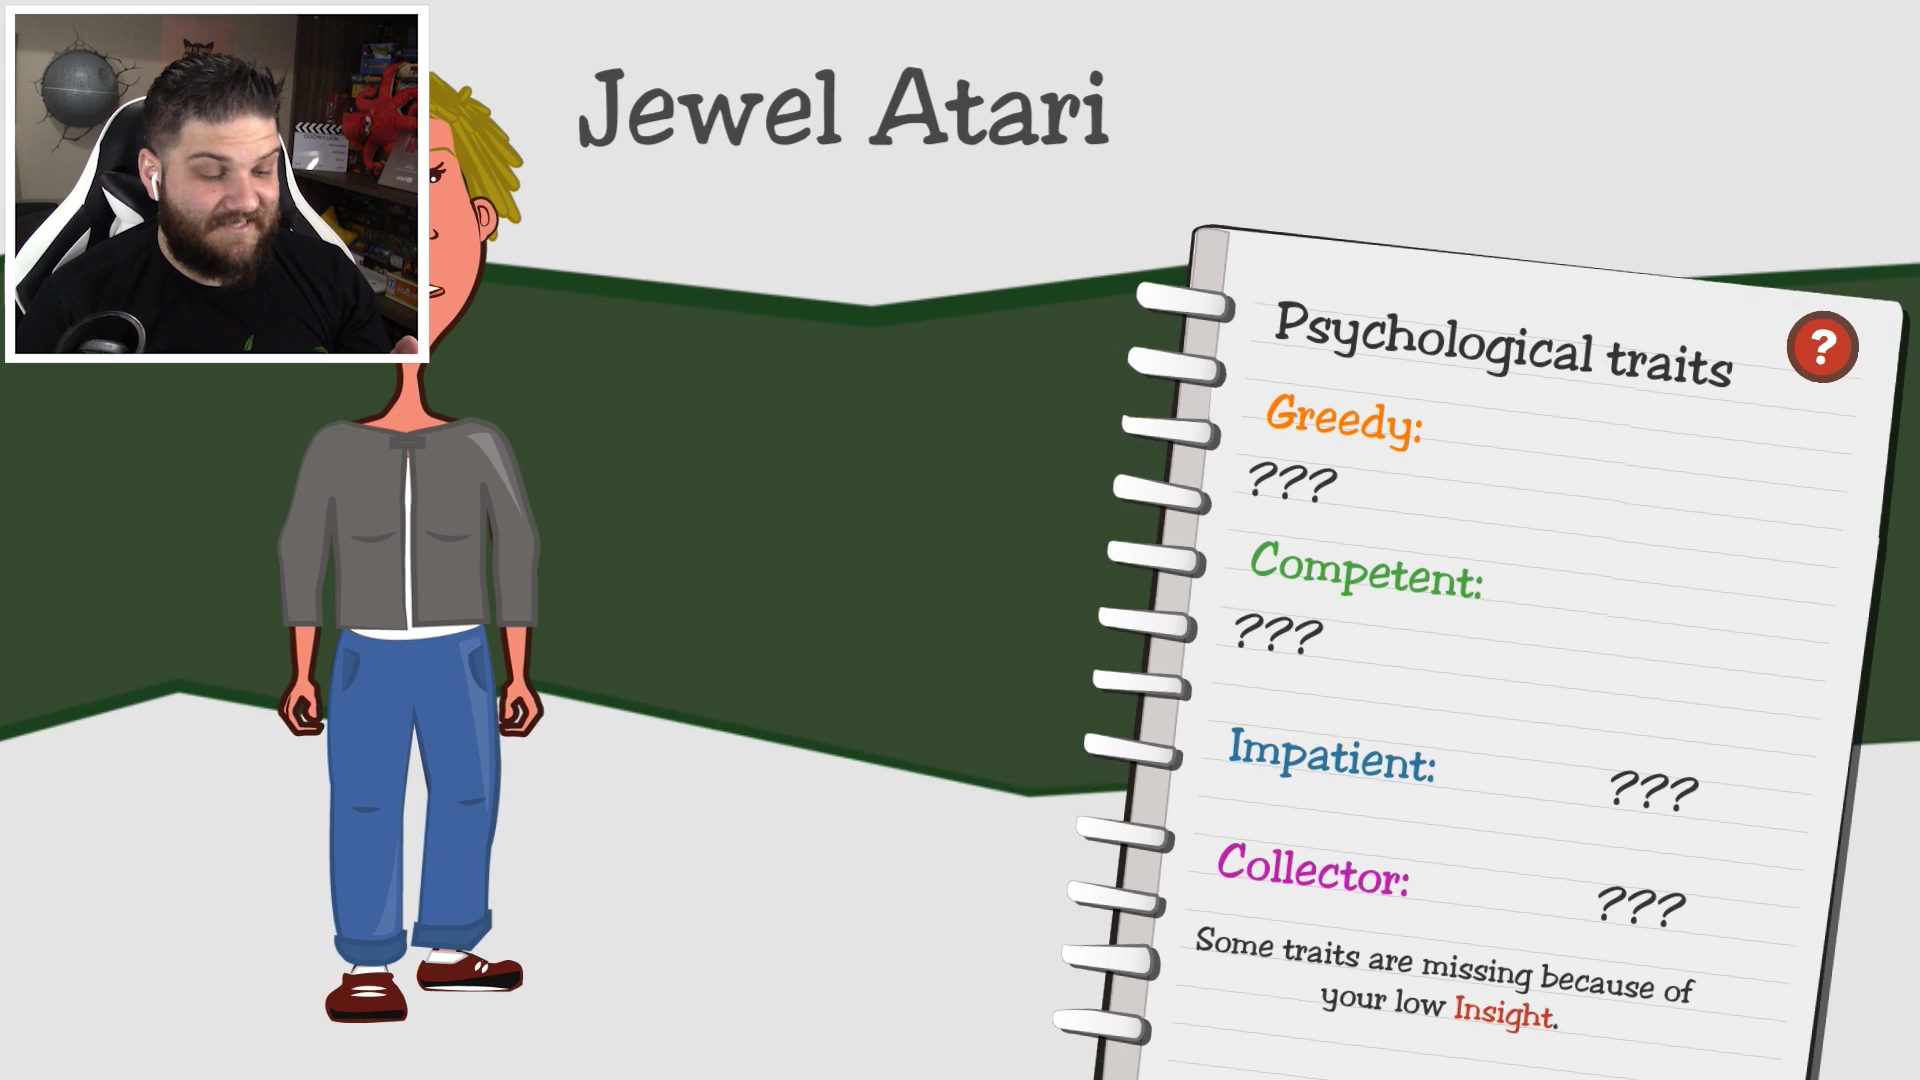 Jewel Atari
Psychological traits
?
Greedy:
???
Competent:
???
Impatient: ???
Collector: ???
Some traits are missing because of
your low Insight.